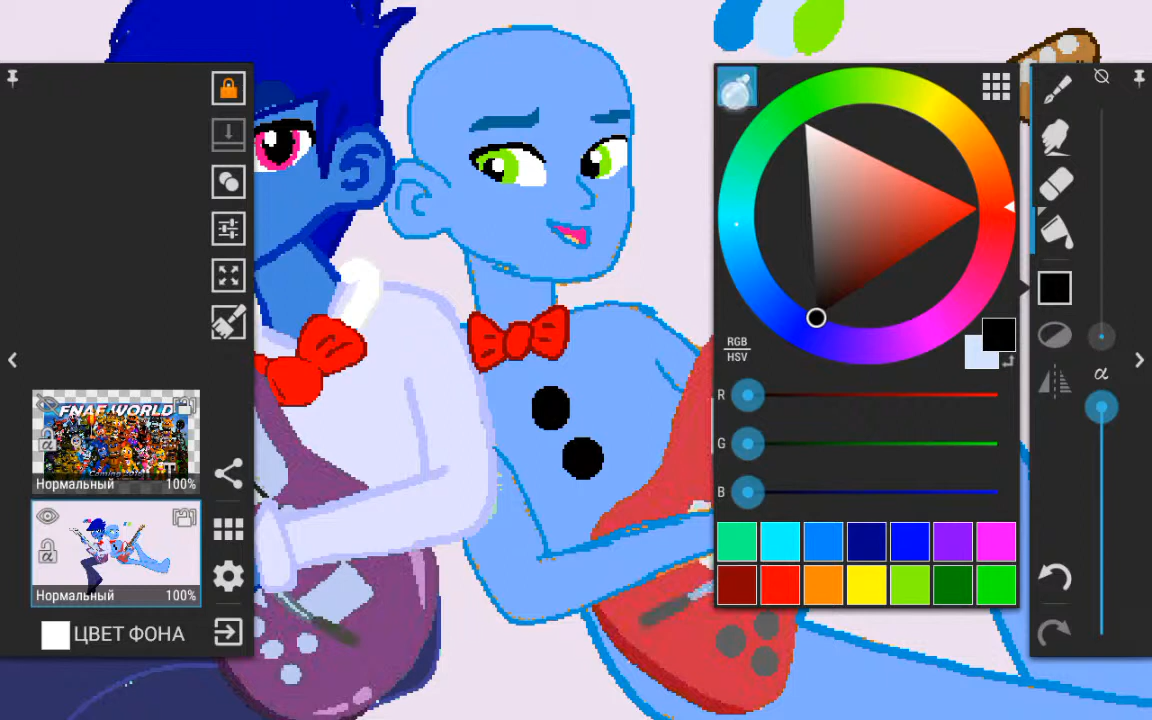 FNAF WORLD
Нормальный 100%
Нормальный 100%
ЦВЕТ ФОНА
RGB
HSV
R
G
B
α